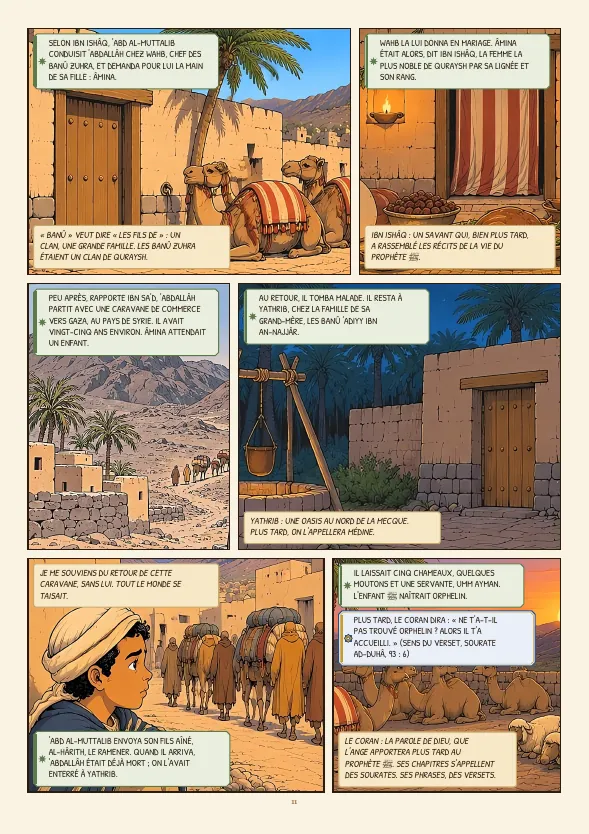 SELON IBN ISHÂQ, ʿABD AL-MUTTALIB
CONDUISIT ʿABDALLÂH CHEZ WAHB, CHEF DES
BANÛ ZUHRA, ET DEMANDA POUR LUI LA MAIN
DE SA FILLE : ÂMINA.
« BANÛ » VEUT DIRE « LES FILS DE » : UN
CLAN, UNE GRANDE FAMILLE. LES BANÛ ZUHRA
ÉTAIENT UN CLAN DE QURAYSH.
WAHB LA LUI DONNA EN MARIAGE. ÂMINA
ÉTAIT ALORS, DIT IBN ISHÂQ, LA FEMME LA
PLUS NOBLE DE QURAYSH PAR SA LIGNÉE ET
SON RANG.
IBN ISHÂQ : UN SAVANT QUI, BIEN PLUS TARD,
A RASSEMBLÉ LES RÉCITS DE LA VIE DU
PROPHÈTE ﷺ.
PEU APRÈS, RAPPORTE IBN SAʿD, ʿABDALLÂH
PARTIT AVEC UNE CARAVANE DE COMMERCE
VERS GAZA, AU PAYS DE SYRIE. IL AVAIT
VINGT-CINQ ANS ENVIRON. ÂMINA ATTENDAIT
UN ENFANT.
AU RETOUR, IL TOMBA MALADE. IL RESTA À
YATHRIB, CHEZ LA FAMILLE DE SA
GRAND-MÈRE, LES BANÛ ʿADIYY IBN
AN-NAJJÂR.
YATHRIB : UNE OASIS AU NORD DE LA MECQUE.
PLUS TARD, ON L'APPELLERA MÉDINE.
JE ME SOUVIENS DU RETOUR DE CETTE
CARAVANE, SANS LUI. TOUT LE MONDE SE
TAISAIT.
ʿABD AL-MUTTALIB ENVOYA SON FILS AÎNÉ,
AL-HÂRITH, LE RAMENER. QUAND IL ARRIVA,
ʿABDALLÂH ÉTAIT DÉJÀ MORT ; ON L'AVAIT
ENTERRÉ À YATHRIB.
IL LAISSAIT CINQ CHAMEAUX, QUELQUES
MOUTONS ET UNE SERVANTE, UMM AYMAN.
L'ENFANT ﷺ NAÎTRAIT ORPHELIN.
PLUS TARD, LE CORAN DIRA : « NE T'A-T-IL
PAS TROUVÉ ORPHELIN ? ALORS IL T'A
ACCUEILLI. » (SENS DU VERSET, SOURATE
AD-DUHÂ, 93 : 6)
LE CORAN : LA PAROLE DE DIEU, QUE
L'ANGE APPORTERA PLUS TARD AU
PROPHÈTE ﷺ. SES CHAPITRES S'APPELLENT
DES SOURATES. SES PHRASES, DES VERSETS.
11